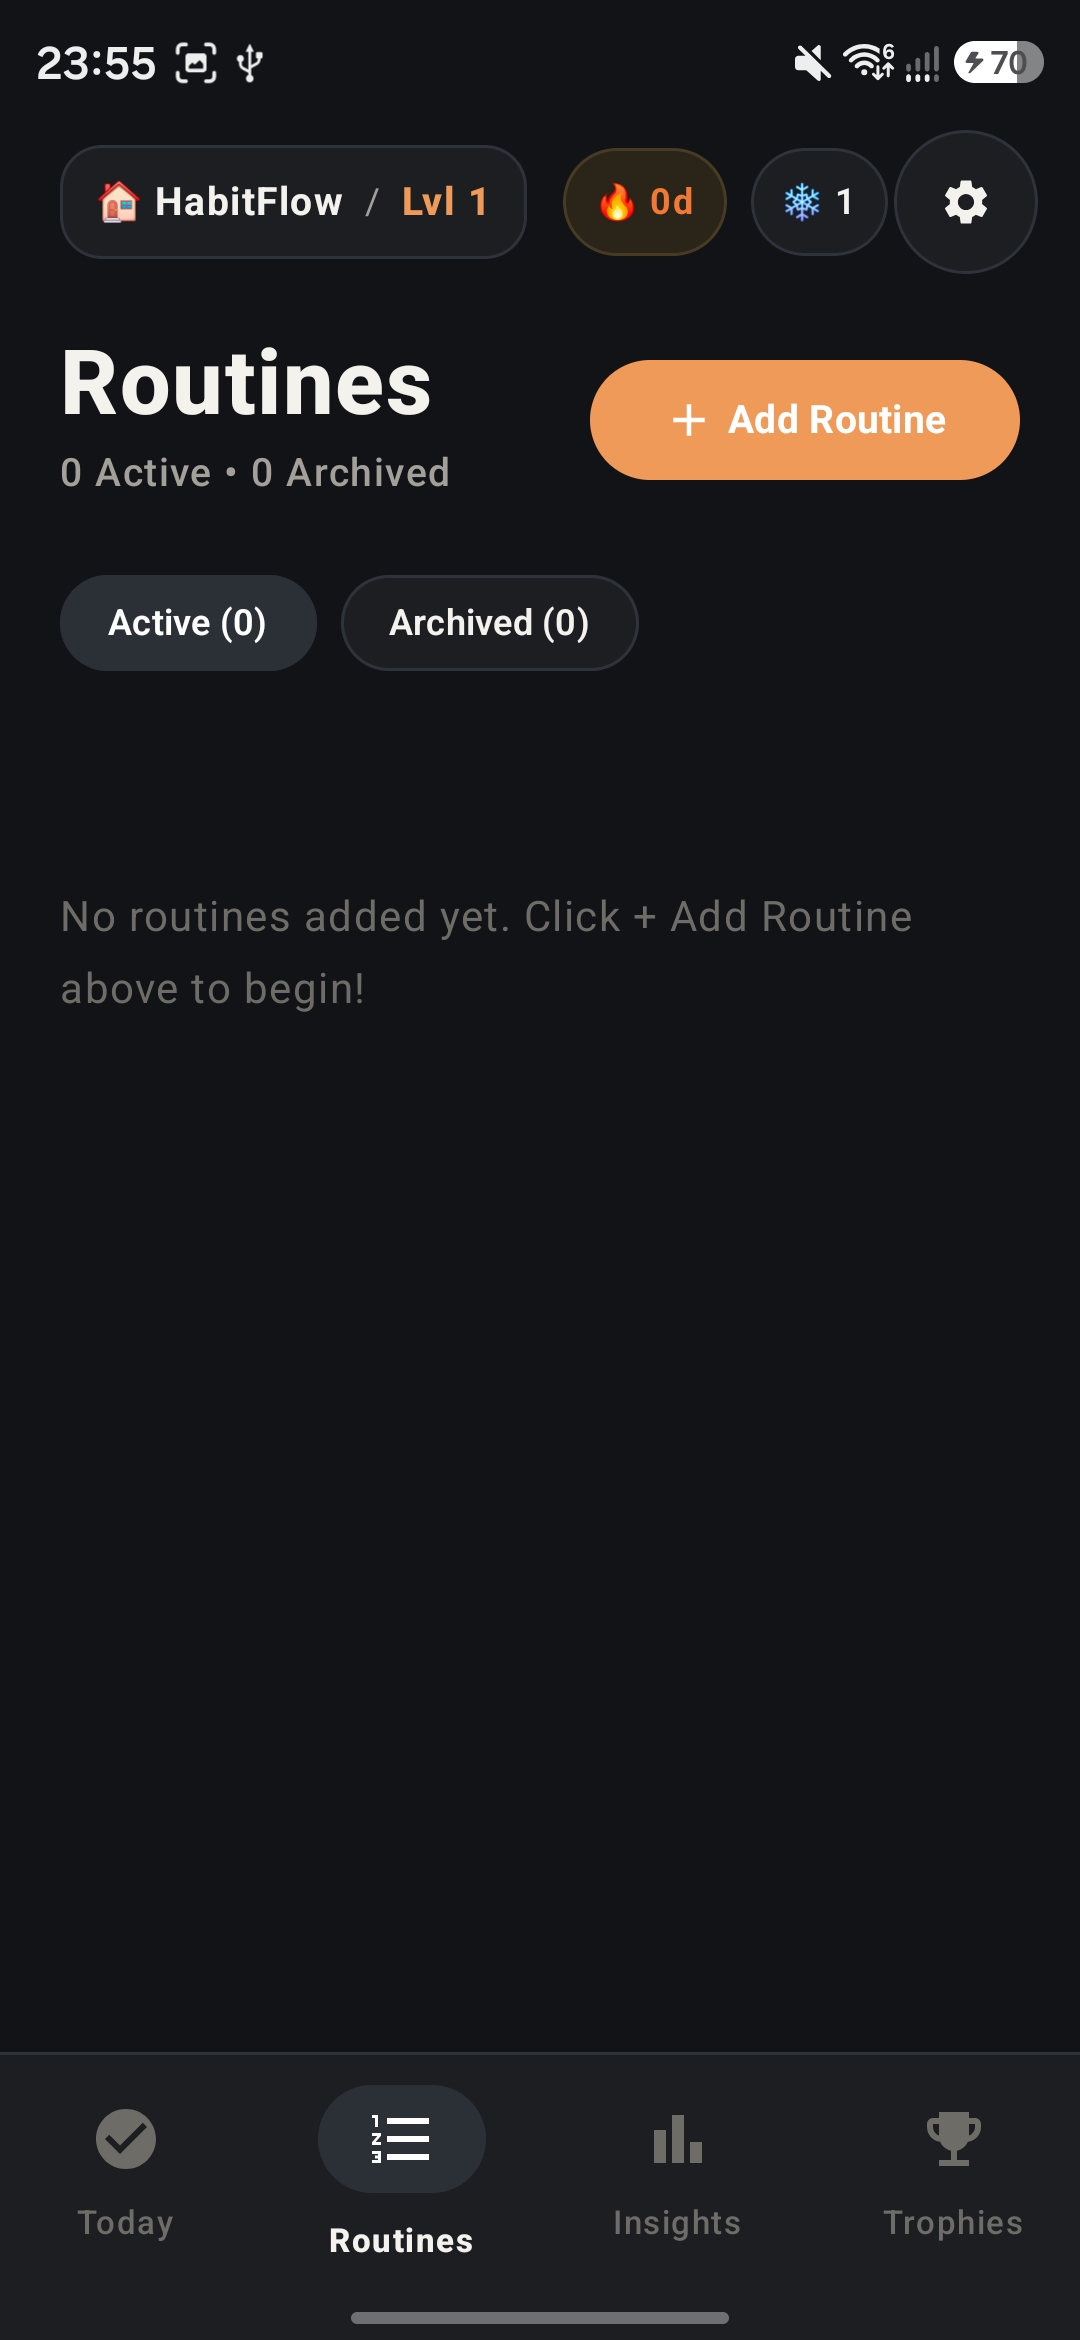 23:55 6 70
HabitFlow / Lvl 1 0d 1
Routines
+ Add Routine
0 Active • 0 Archived
Active (0) Archived (0)
No routines added yet. Click + Add Routine
above to begin!
Today Routines Insights Trophies